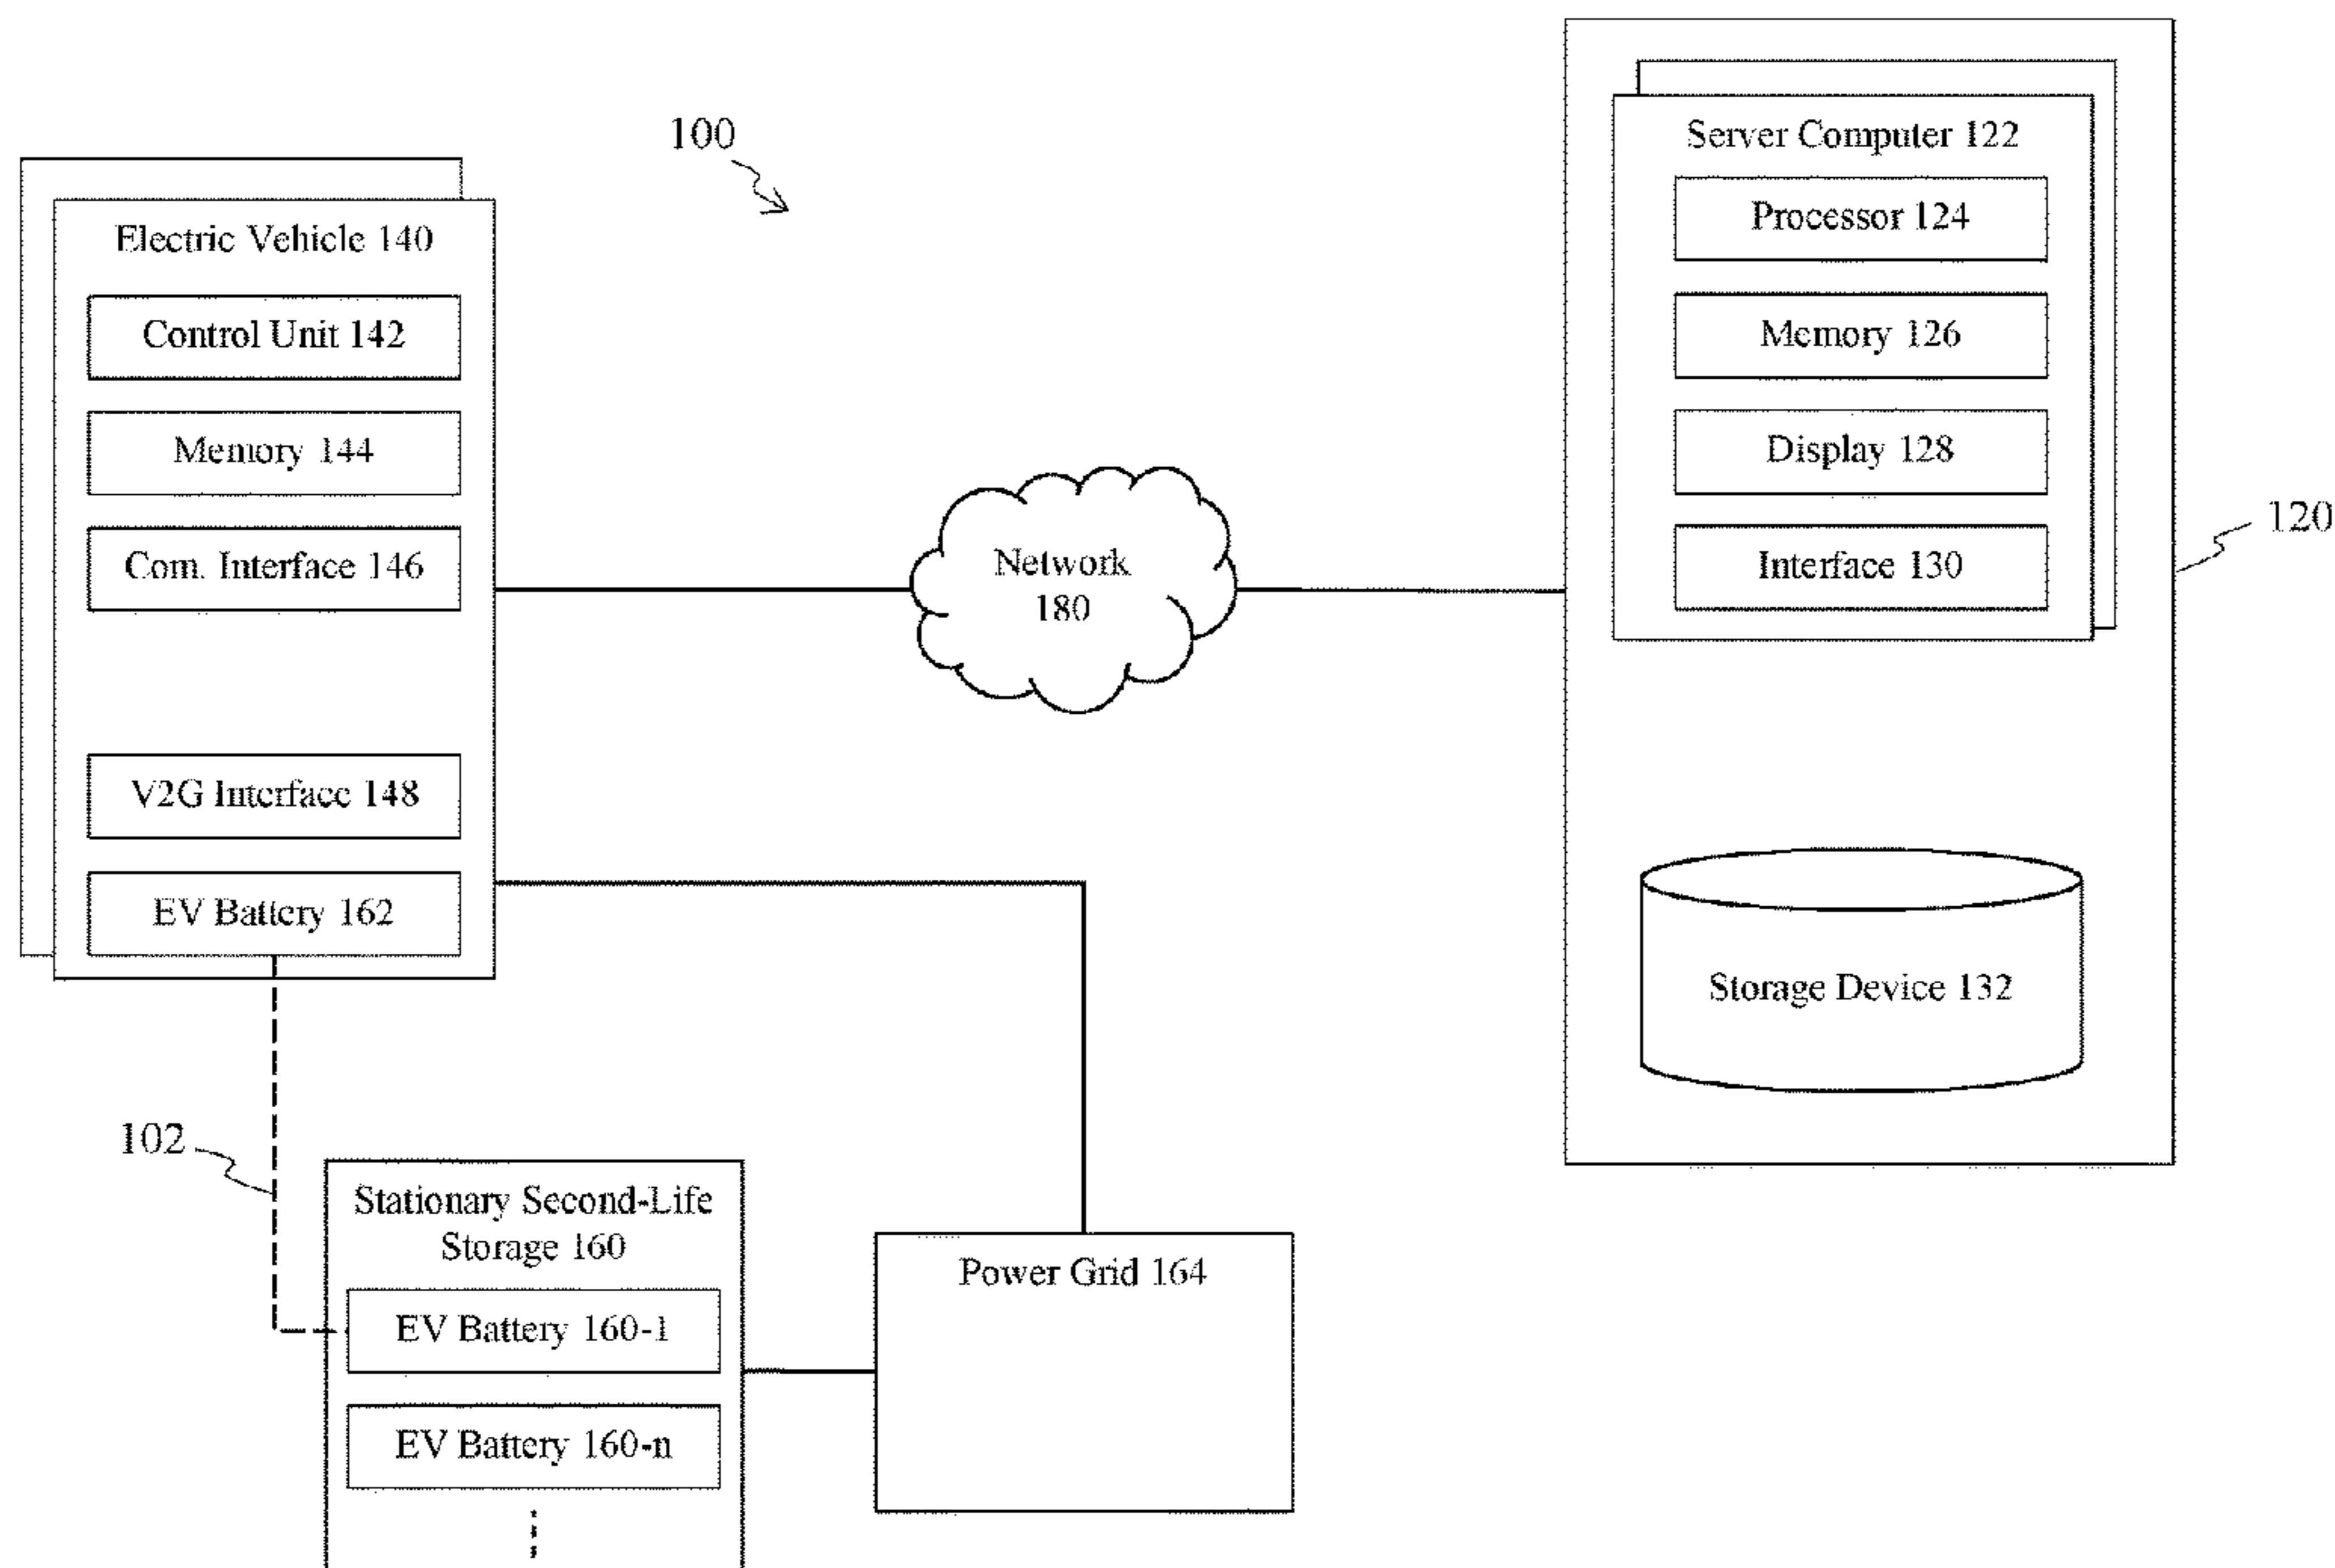 100
Electric Vehicle 140
Control Unit 142
Memory 144
Com. Interface 146
V2G Interface 148
EV Battery 162
Network
180
Server Computer 122
Processor 124
Memory 126
Display 128
Interface 130
120
Storage Device 132
102
Stationary Second-Life
Storage 160
EV Battery 160-1
EV Battery 160-n
Power Grid 164